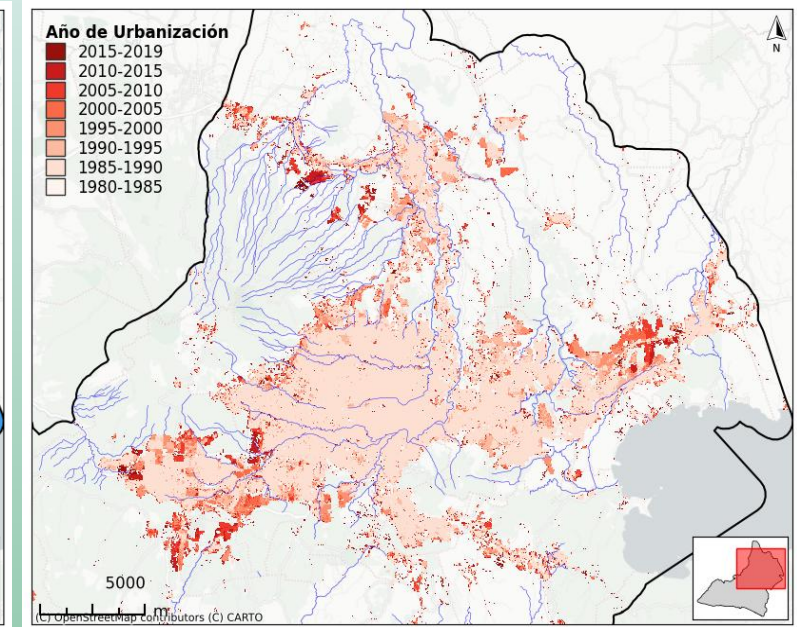 Año de Urbanización
2015-2019
2010-2015
2005-2010
2000-2005
1995-2000
1990-1995
1985-1990
1980-1985
N
5000
m
(C) OpenStreetMap contributors (C) CARTO